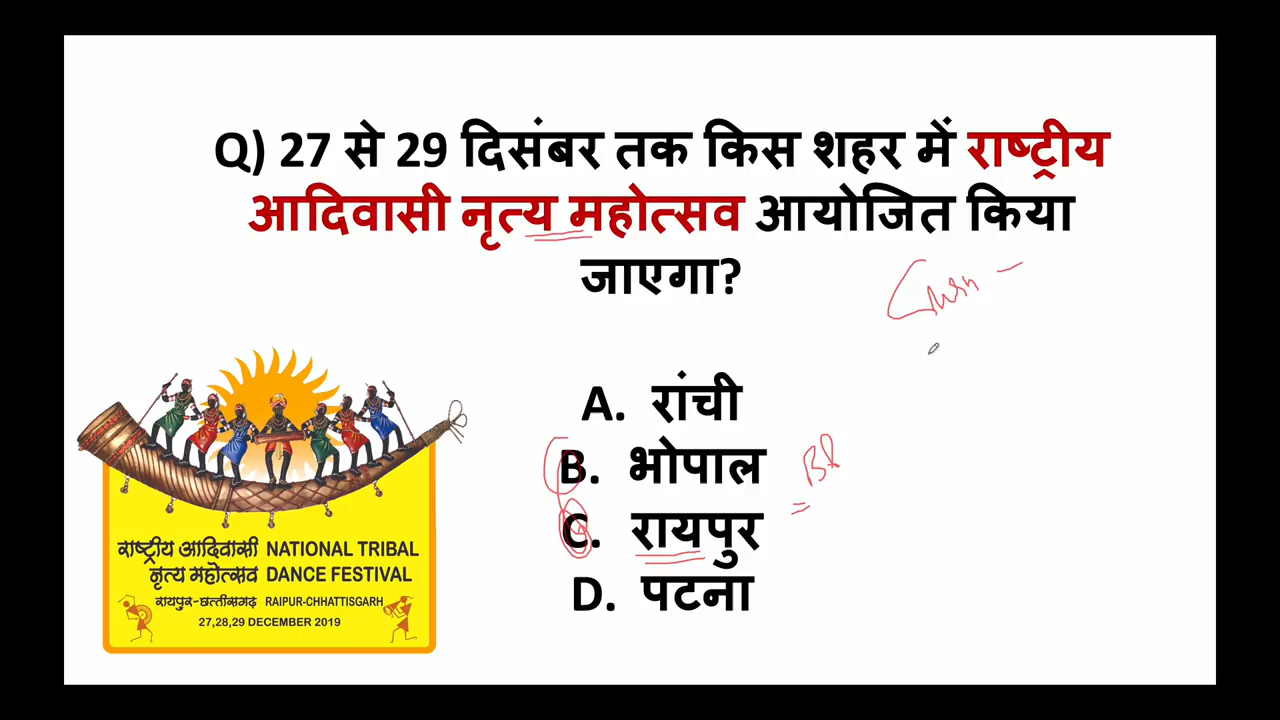 Q) 27 से 29 दिसंबर तक किस शहर में राष्ट्रीय
आदिवासी नृत्य महोत्सव आयोजित किया
जाएगा?
A. रांची
B. भोपाल
C. रायपुर
D. पटना
राष्ट्रीय आदिवासी NATIONAL TRIBAL
नृत्य महोत्सव DANCE FESTIVAL
रायपुर-छत्तीसगढ़ RAIPUR-CHHATTISGARH
27,28,29 DECEMBER 2019